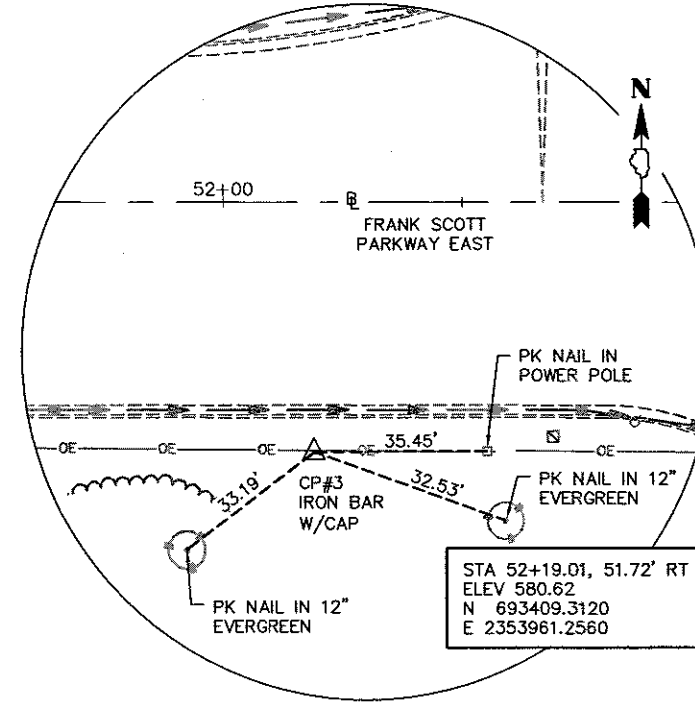 N
52+00
BL
FRANK SCOTT
PARKWAY EAST
PK NAIL IN
POWER POLE
OE
OE
OE
OE
OE
35.45'
33.19'
32.53'
CP#3
IRON BAR
W/CAP
PK NAIL IN 12"
EVERGREEN
PK NAIL IN 12"
EVERGREEN
STA 52+19.01, 51.72' RT
ELEV 580.62
N 693409.3120
E 2353961.2560